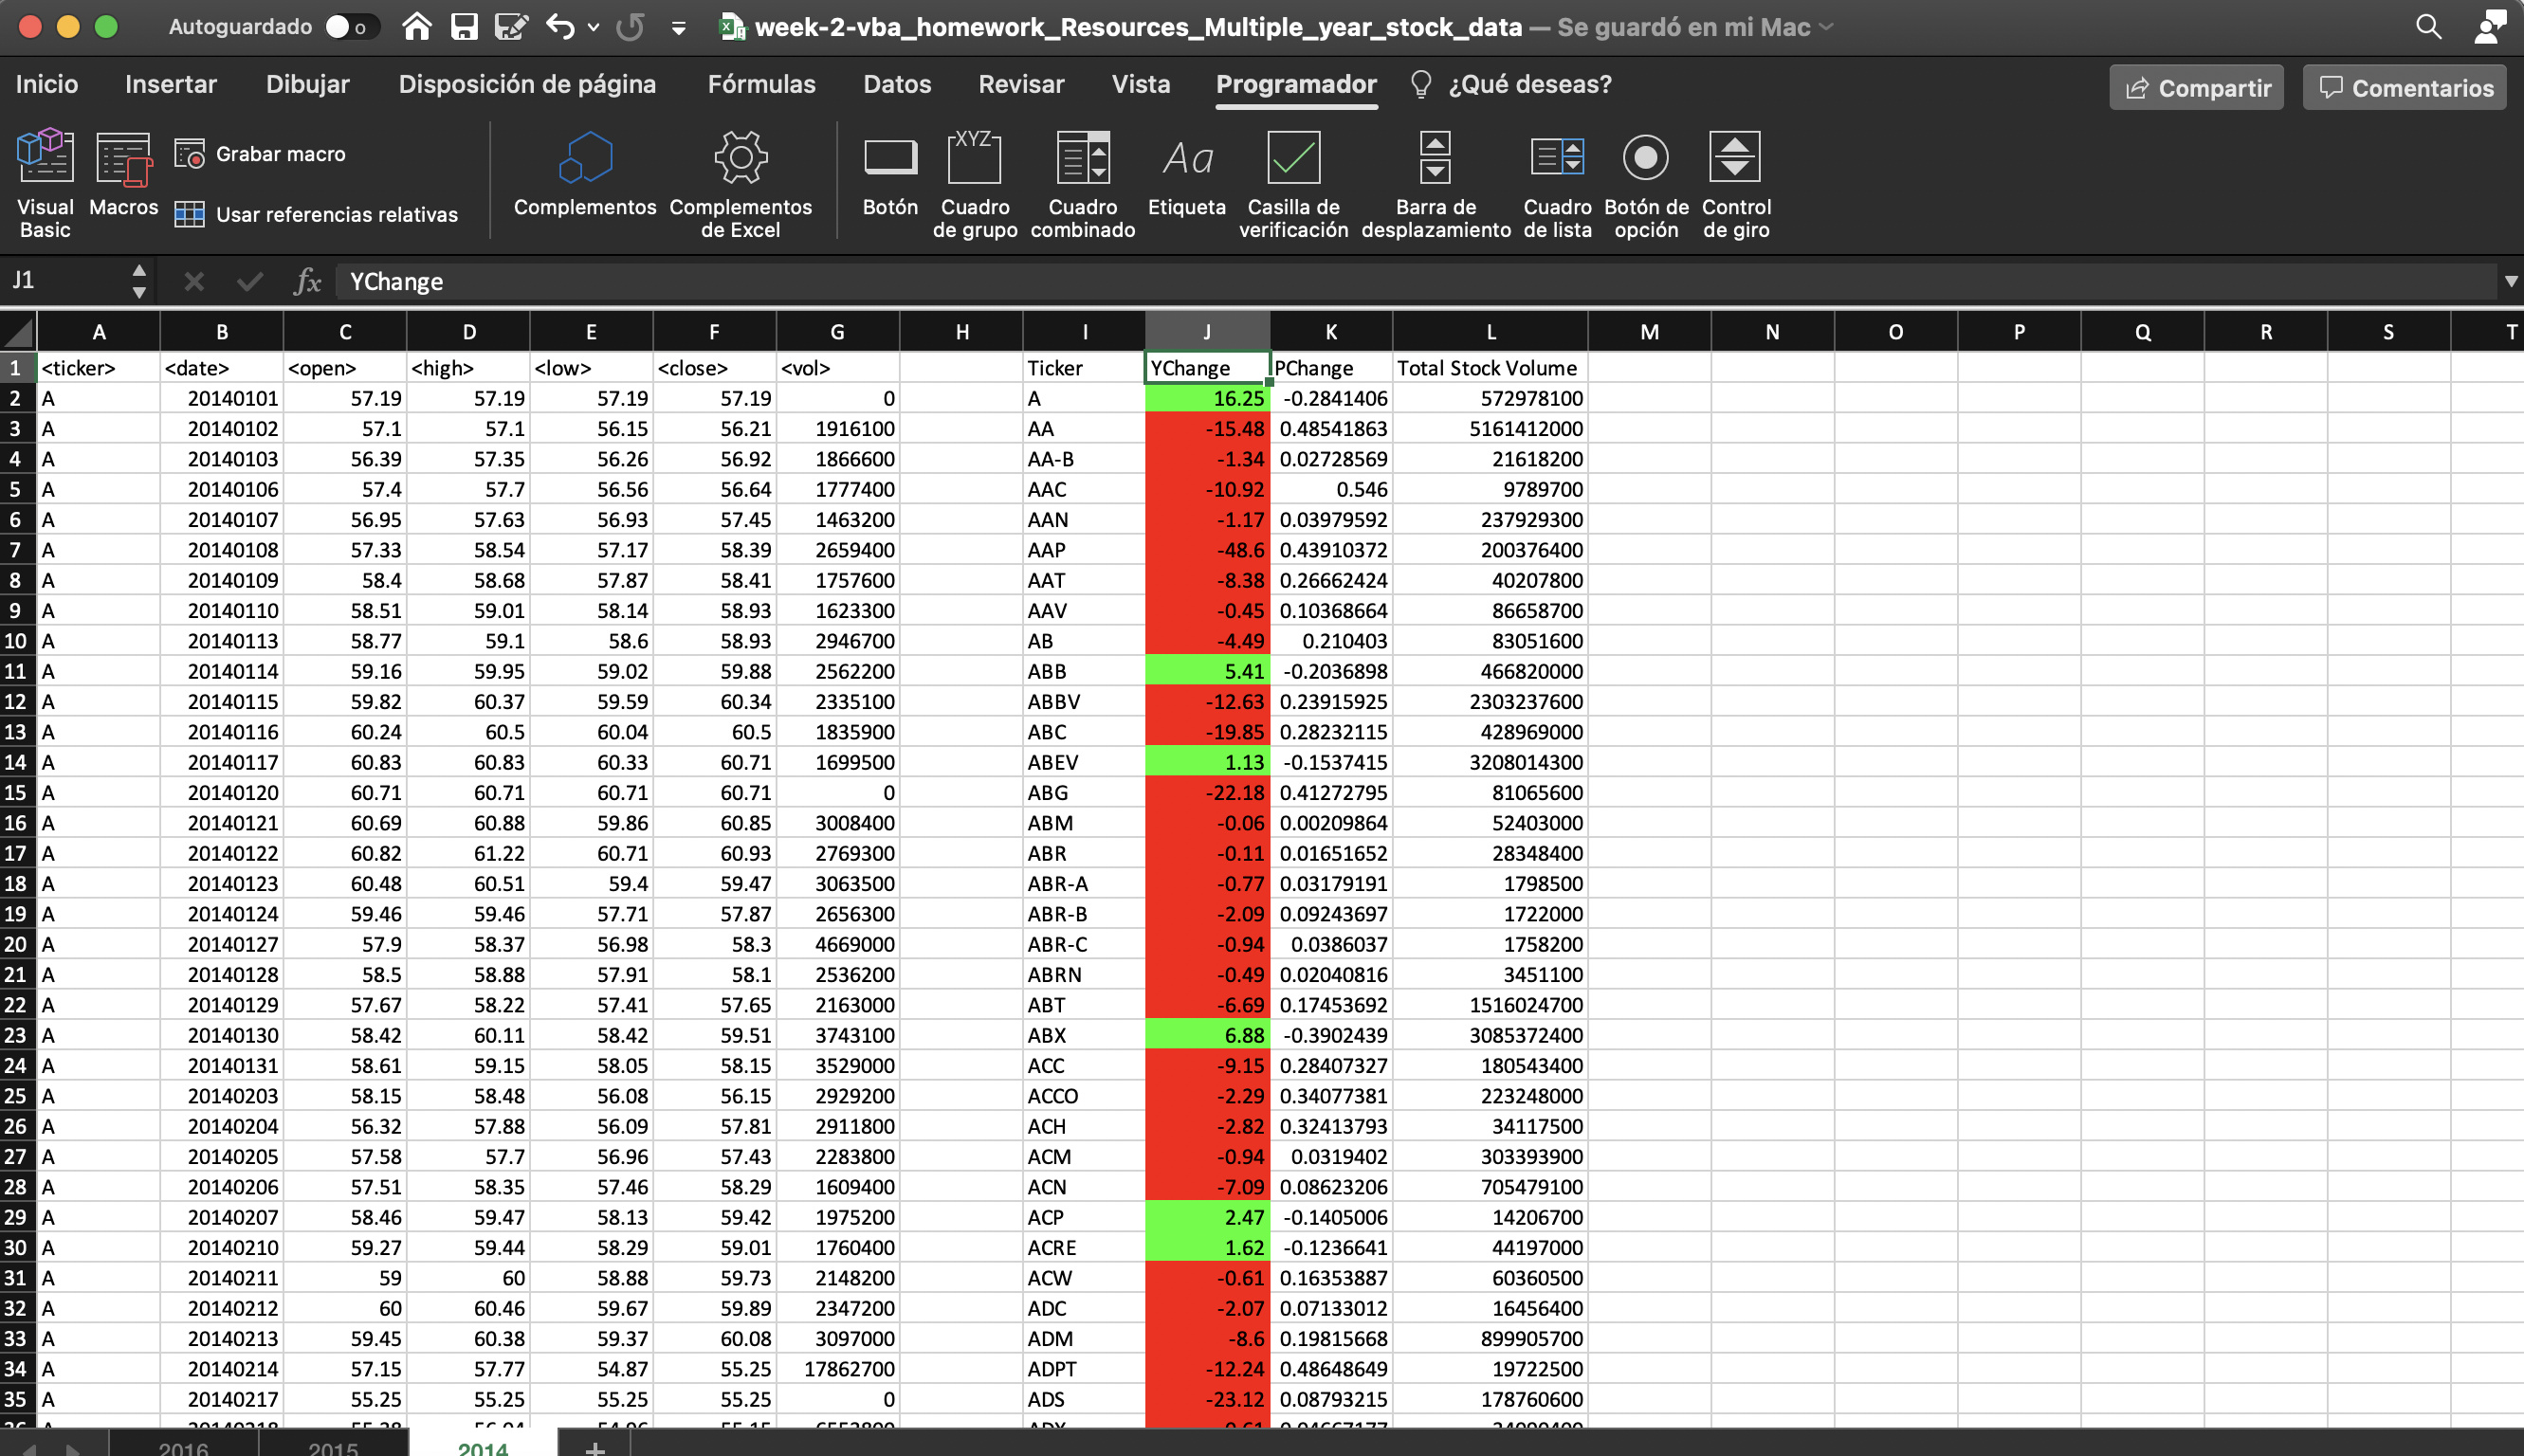 Autoguardado
week-2-vba_homework_Resources_Multiple_year_stock_data — Se guardó en mi Mac
Inicio Insertar Dibujar Disposición de página Fórmulas Datos Revisar Vista Programador ¿Qué deseas? Compartir Comentarios
Visual Basic
Macros
Grabar macro
Usar referencias relativas
Complementos
Complementos de Excel
Botón
Cuadro de grupo
Cuadro combinado
Etiqueta
Casilla de verificación
Barra de desplazamiento
Cuadro de lista
Botón de opción
Control de giro
J1 fx YChange
A B C D E F G H I J K L M N O P Q R S T
1 <ticker> <date> <open> <high> <low> <close> <vol> Ticker YChange PChange Total Stock Volume
2 A 20140101 57.19 57.19 57.19 57.19 0 A 16.25 -0.2841406 572978100
3 A 20140102 57.1 57.1 56.15 56.21 1916100 AA -15.48 0.48541863 5161412000
4 A 20140103 56.39 57.35 56.26 56.92 1866600 AA-B -1.34 0.02728569 21618200
5 A 20140106 57.4 57.7 56.56 56.64 1777400 AAC -10.92 0.546 9789700
6 A 20140107 56.95 57.63 56.93 57.45 1463200 AAN -1.17 0.03979592 237929300
7 A 20140108 57.33 58.54 57.17 58.39 2659400 AAP -48.6 0.43910372 200376400
8 A 20140109 58.4 58.68 57.87 58.41 1757600 AAT -8.38 0.26662424 40207800
9 A 20140110 58.51 59.01 58.14 58.93 1623300 AAV -0.45 0.10368664 86658700
10 A 20140113 58.77 59.1 58.6 58.93 2946700 AB -4.49 0.210403 83051600
11 A 20140114 59.16 59.95 59.02 59.88 2562200 ABB 5.41 -0.2036898 466820000
12 A 20140115 59.82 60.37 59.59 60.34 2335100 ABBV -12.63 0.23915925 2303237600
13 A 20140116 60.24 60.5 60.04 60.5 1835900 ABC -19.85 0.28232115 428969000
14 A 20140117 60.83 60.83 60.33 60.71 1699500 ABEV 1.13 -0.1537415 3208014300
15 A 20140120 60.71 60.71 60.71 60.71 0 ABG -22.18 0.41272795 81065600
16 A 20140121 60.69 60.88 59.86 60.85 3008400 ABM -0.06 0.00209864 52403000
17 A 20140122 60.82 61.22 60.71 60.93 2769300 ABR -0.11 0.01651652 28348400
18 A 20140123 60.48 60.51 59.4 59.47 3063500 ABR-A -0.77 0.03179191 1798500
19 A 20140124 59.46 59.46 57.71 57.87 2656300 ABR-B -2.09 0.09243697 1722000
20 A 20140127 57.9 58.37 56.98 58.3 4669000 ABR-C -0.94 0.0386037 1758200
21 A 20140128 58.5 58.88 57.91 58.1 2536200 ABRN -0.49 0.02040816 3451100
22 A 20140129 57.67 58.22 57.41 57.65 2163000 ABT -6.69 0.17453692 1516024700
23 A 20140130 58.42 60.11 58.42 59.51 3743100 ABX 6.88 -0.3902439 3085372400
24 A 20140131 58.61 59.15 58.05 58.15 3529000 ACC -9.15 0.28407327 180543400
25 A 20140203 58.15 58.48 56.08 56.15 2929200 ACCO -2.29 0.34077381 223248000
26 A 20140204 56.32 57.88 56.09 57.81 2911800 ACH -2.82 0.32413793 34117500
27 A 20140205 57.58 57.7 56.96 57.43 2283800 ACM -0.94 0.0319402 303393900
28 A 20140206 57.51 58.35 57.46 58.29 1609400 ACN -7.09 0.08623206 705479100
29 A 20140207 58.46 59.47 58.13 59.42 1975200 ACP 2.47 -0.1405006 14206700
30 A 20140210 59.27 59.44 58.29 59.01 1760400 ACRE 1.62 -0.1236641 44197000
31 A 20140211 59 60 58.88 59.73 2148200 ACW -0.61 0.16353887 60360500
32 A 20140212 60 60.46 59.67 59.89 2347200 ADC -2.07 0.07133012 16456400
33 A 20140213 59.45 60.38 59.37 60.08 3097000 ADM -8.6 0.19815668 899905700
34 A 20140214 57.15 57.77 54.87 55.25 17862700 ADPT -12.24 0.48648649 19722500
35 A 20140217 55.25 55.25 55.25 55.25 0 ADS -23.12 0.08793215 178760600
2016 2015 2014